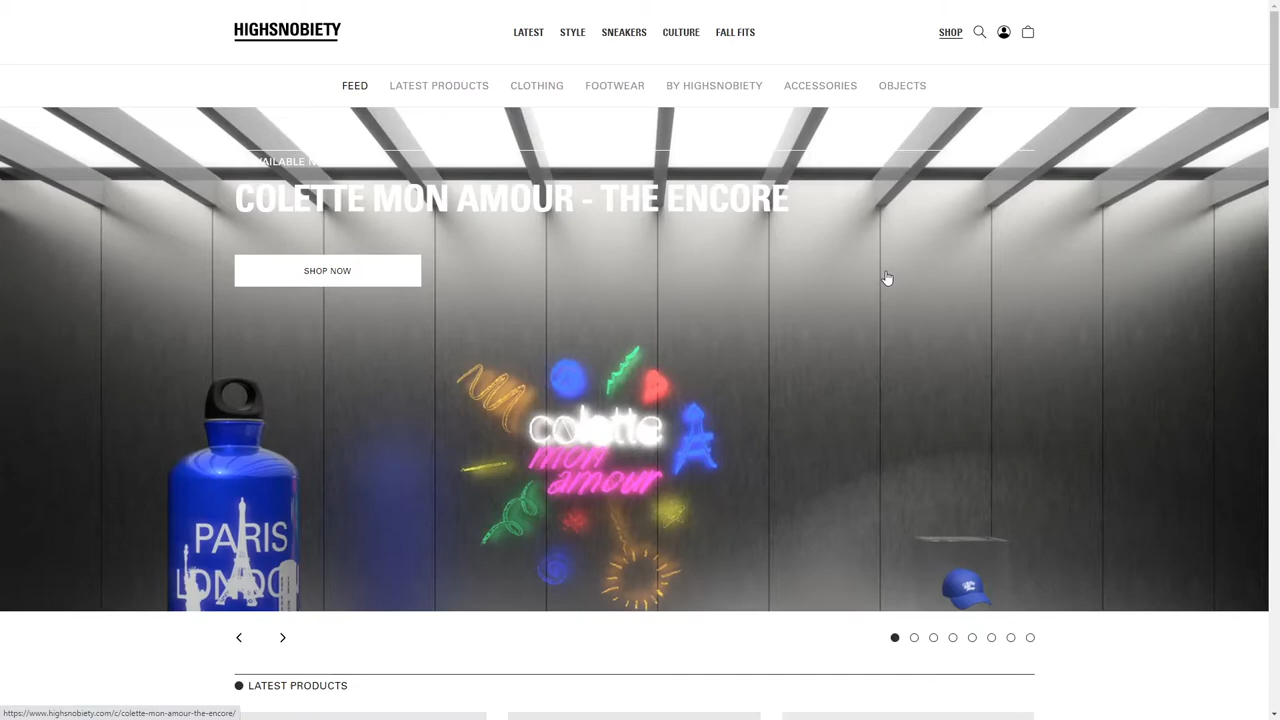 HIGHSNOBIETY
LATEST STYLE SNEAKERS CULTURE FALL FITS
SHOP
FEED LATEST PRODUCTS CLOTHING FOOTWEAR BY HIGHSNOBIETY ACCESSORIES OBJECTS
COLETTE MON AMOUR - THE ENCORE
SHOP NOW
colette
mon
amour
PARIS
LONDON
LATEST PRODUCTS
https://www.highsnobiety.com/c/colette-mon-amour-the-encore/